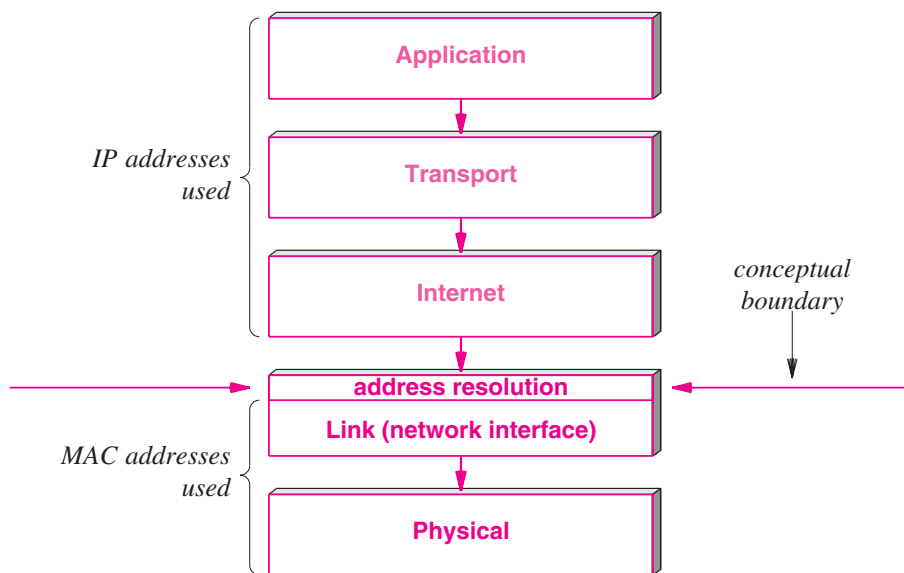 Application
IP addresses
used
Transport
Internet
conceptual
boundary
address resolution
Link (network interface)
MAC addresses
used
Physical